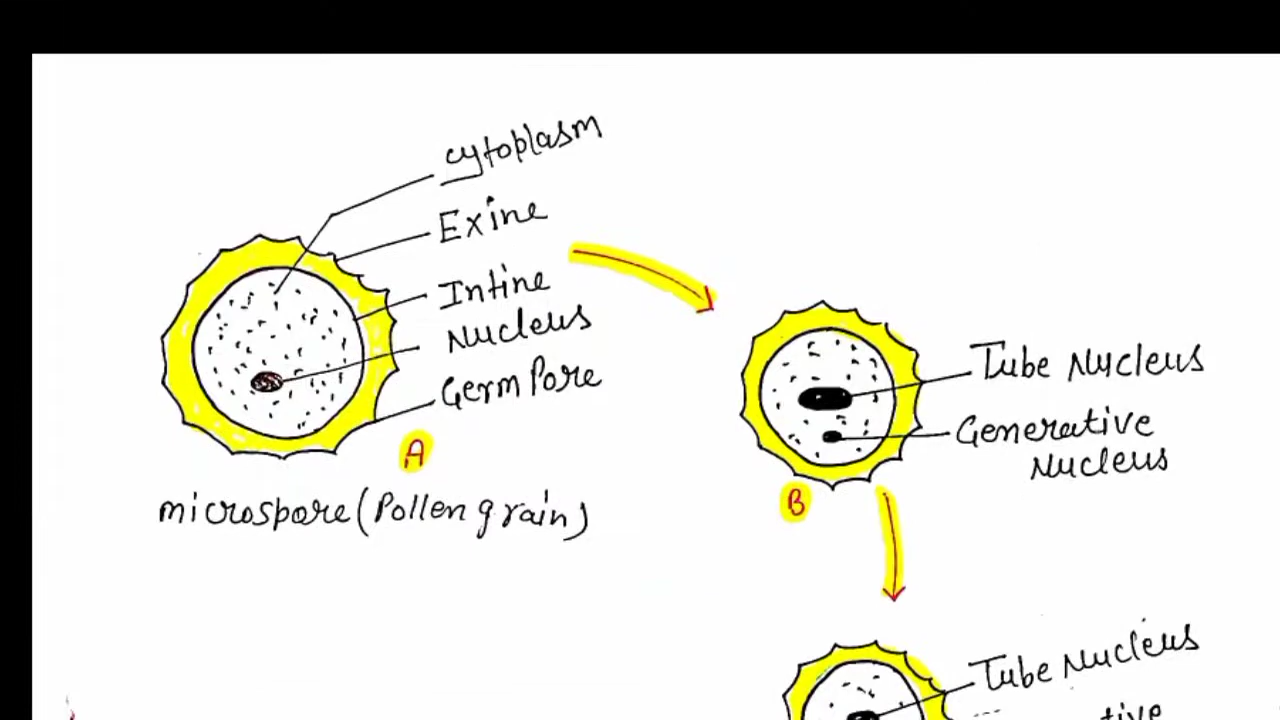 cytoplasm
Exine
Intine
Nucleus
Germ Pore
A
microspore (Pollen grain)
Tube Nucleus
Generative
Nucleus
B
Tube Nucleus